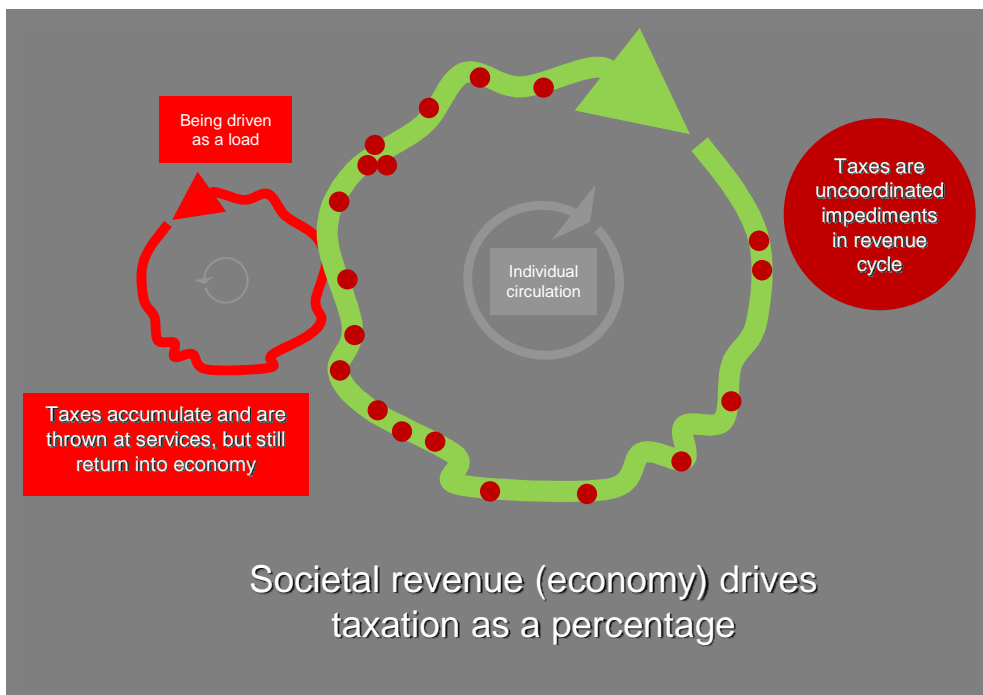 Being driven
as a load
Taxes are
uncoordinated
impediments
in revenue
cycle
Individual
circulation
Taxes accumulate and are
thrown at services, but still
return into economy
Societal revenue (economy) drives
taxation as a percentage